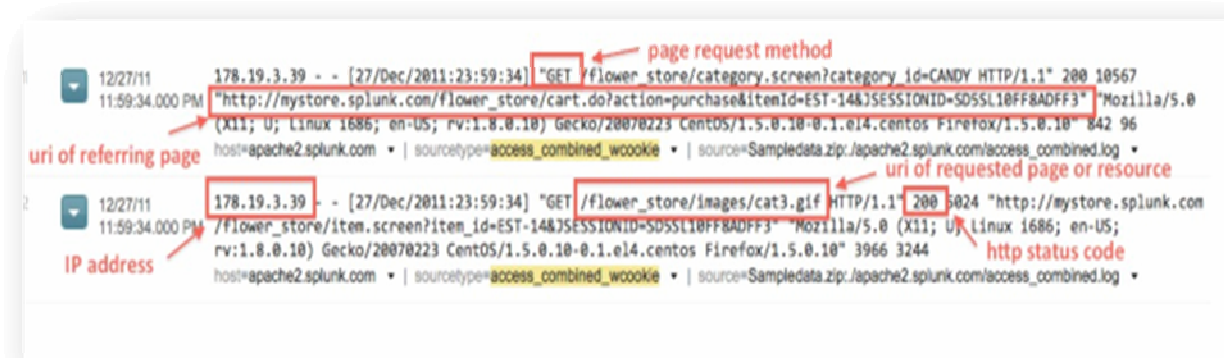 page request method
12/27/11 178.19.3.39 - - [27/Dec/2011:23:59:34] "GET /flower_store/category.screen?category_id=CANDY HTTP/1.1" 200 10567
11:59:34.000 PM "http://mystore.splunk.com/flower_store/cart.do?action=purchase&itemId=EST-14&JSESSIONID=SD5SL10FF8ADFF3" "Mozilla/5.0
(X11; U; Linux i686; en-US; rv:1.8.0.10) Gecko/20070223 CentOS/1.5.0.10-0.1.el4.centos Firefox/1.5.0.10" 842 96
uri of referring page
host=apache2.splunk.com | sourcetype=access_combined_wcookie | source=Sampledata.zip:./apache2.splunk.com/access_combined.log
uri of requested page or resource
12/27/11 178.19.3.39 - - [27/Dec/2011:23:59:34] "GET /flower_store/images/cat3.gif HTTP/1.1" 200 5024 "http://mystore.splunk.com
11:59:34.000 PM /flower_store/item.screen?item_id=EST-14&JSESSIONID=SD5SL10FF8ADFF3" "Mozilla/5.0 (X11; U; Linux i686; en-US;
rv:1.8.0.10) Gecko/20070223 CentOS/1.5.0.10-0.1.el4.centos Firefox/1.5.0.10" 3966 3244
IP address
http status code
host=apache2.splunk.com | sourcetype=access_combined_wcookie | source=Sampledata.zip:./apache2.splunk.com/access_combined.log